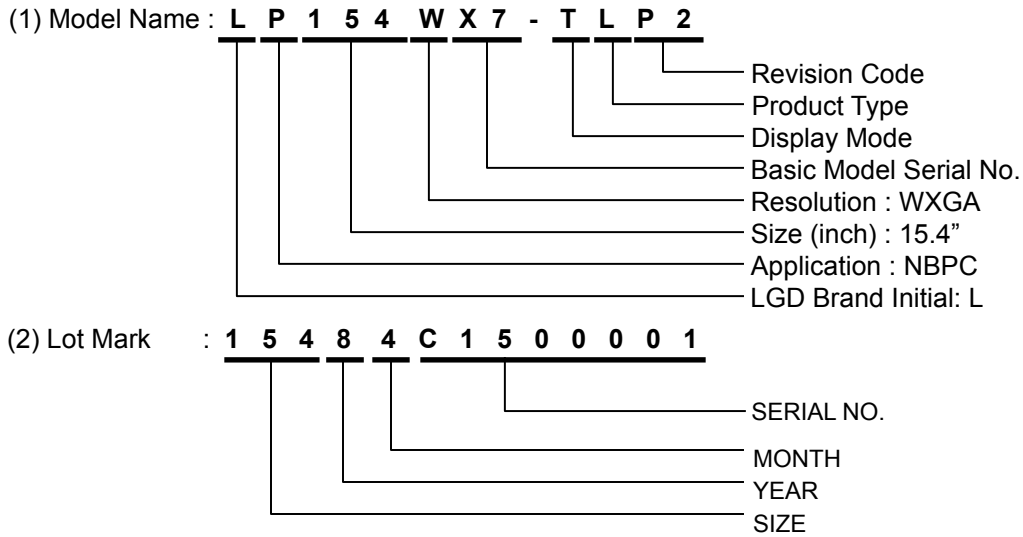 (1) Model Name : L P 1 5 4 W X 7 - T L P 2
Revision Code
Product Type
Display Mode
Basic Model Serial No.
Resolution : WXGA
Size (inch) : 15.4”
Application : NBPC
LGD Brand Initial: L
(2) Lot Mark : 1 5 4 8 4 C 1 5 0 0 0 0 1
SERIAL NO.
MONTH
YEAR
SIZE